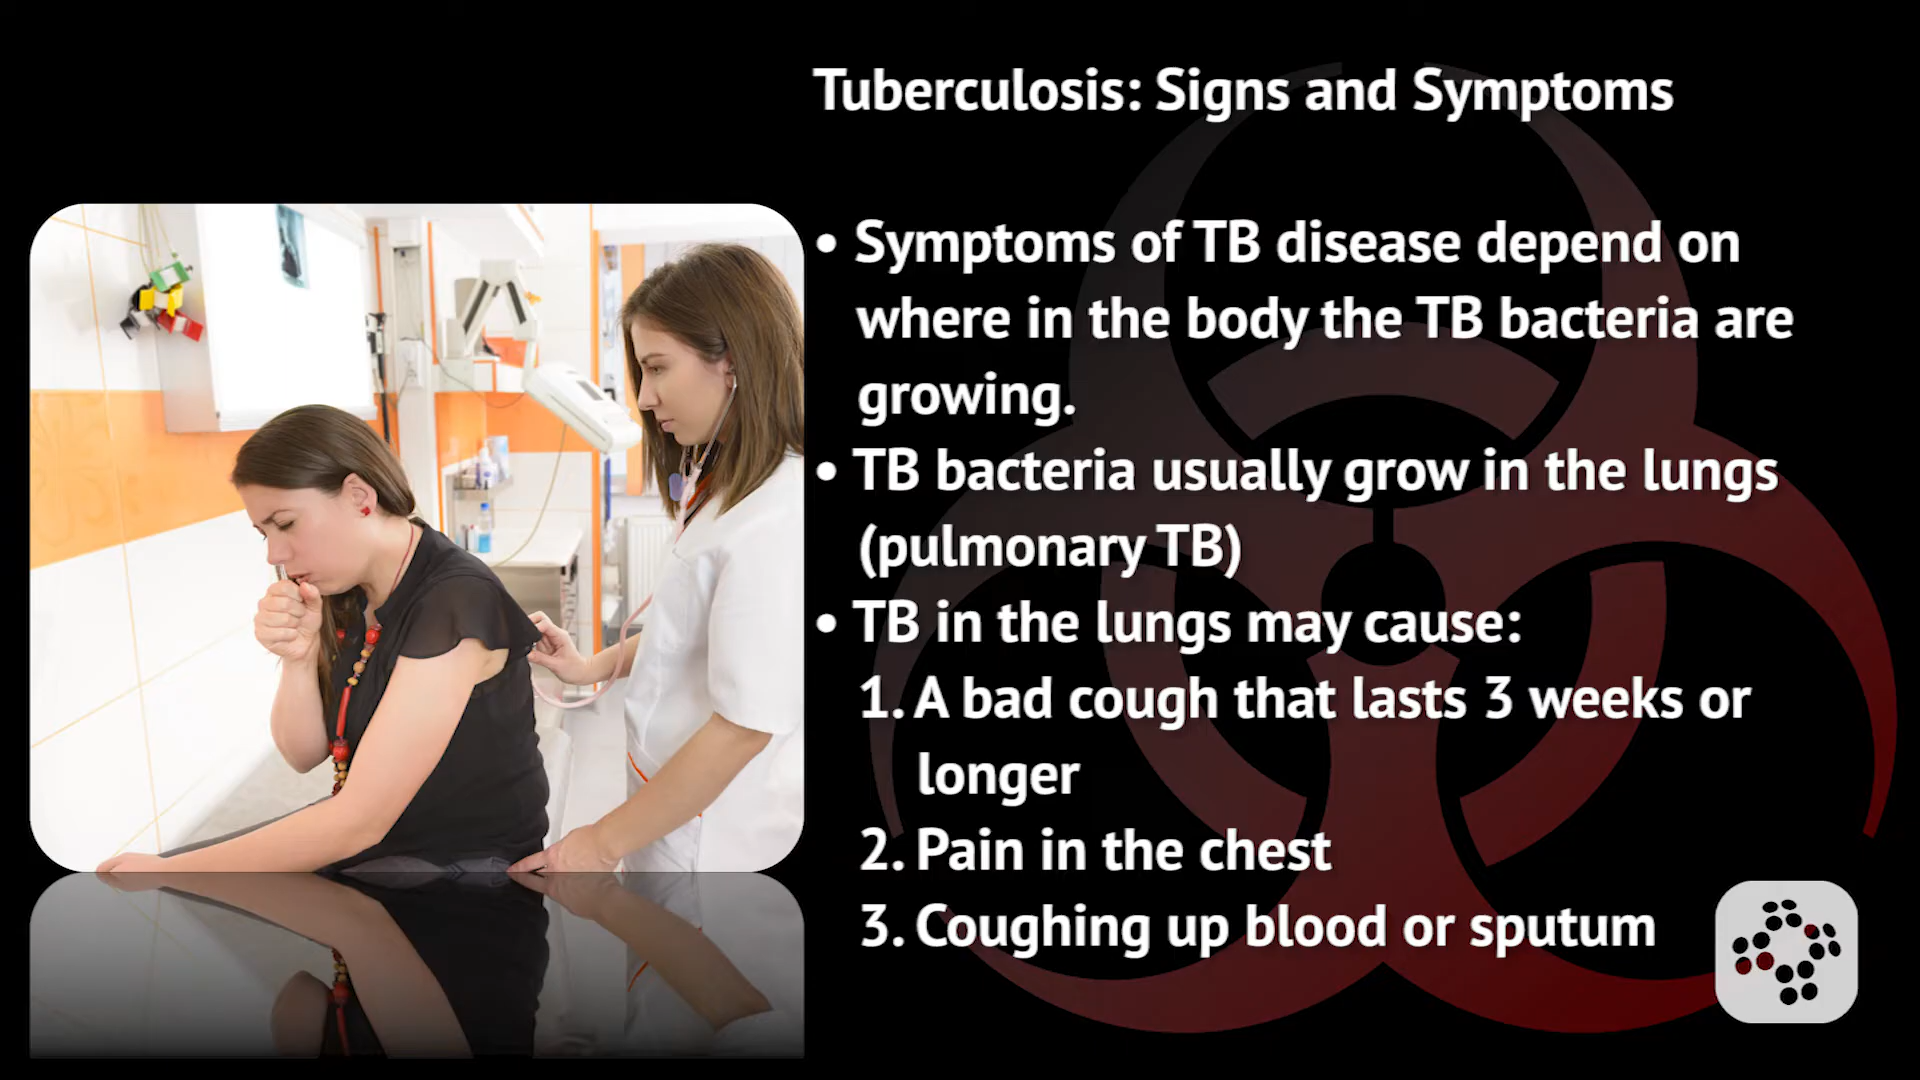 Tuberculosis: Signs and Symptoms
• Symptoms of TB disease depend on
where in the body the TB bacteria are
growing.
• TB bacteria usually grow in the lungs
(pulmonary TB)
• TB in the lungs may cause:
1. A bad cough that lasts 3 weeks or
longer
2. Pain in the chest
3. Coughing up blood or sputum